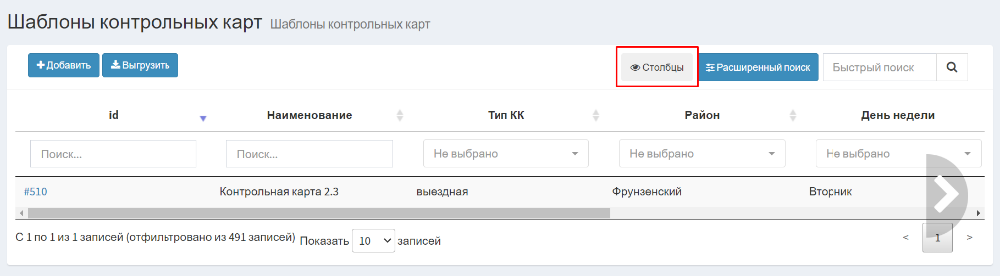 Шаблоны контрольных карт Шаблоны контрольных карт
Добавить Выгрузить Столбцы Расширенный поиск Быстрый поиск
id Наименование Тип КК Район День недели
Поиск... Поиск... Не выбрано Не выбрано Не выбрано
#510 Контрольная карта 2.3 выездная Фрунзенский Вторник
С 1 по 1 из 1 записей (отфильтровано из 491 записей) Показать 10 записей < 1 >